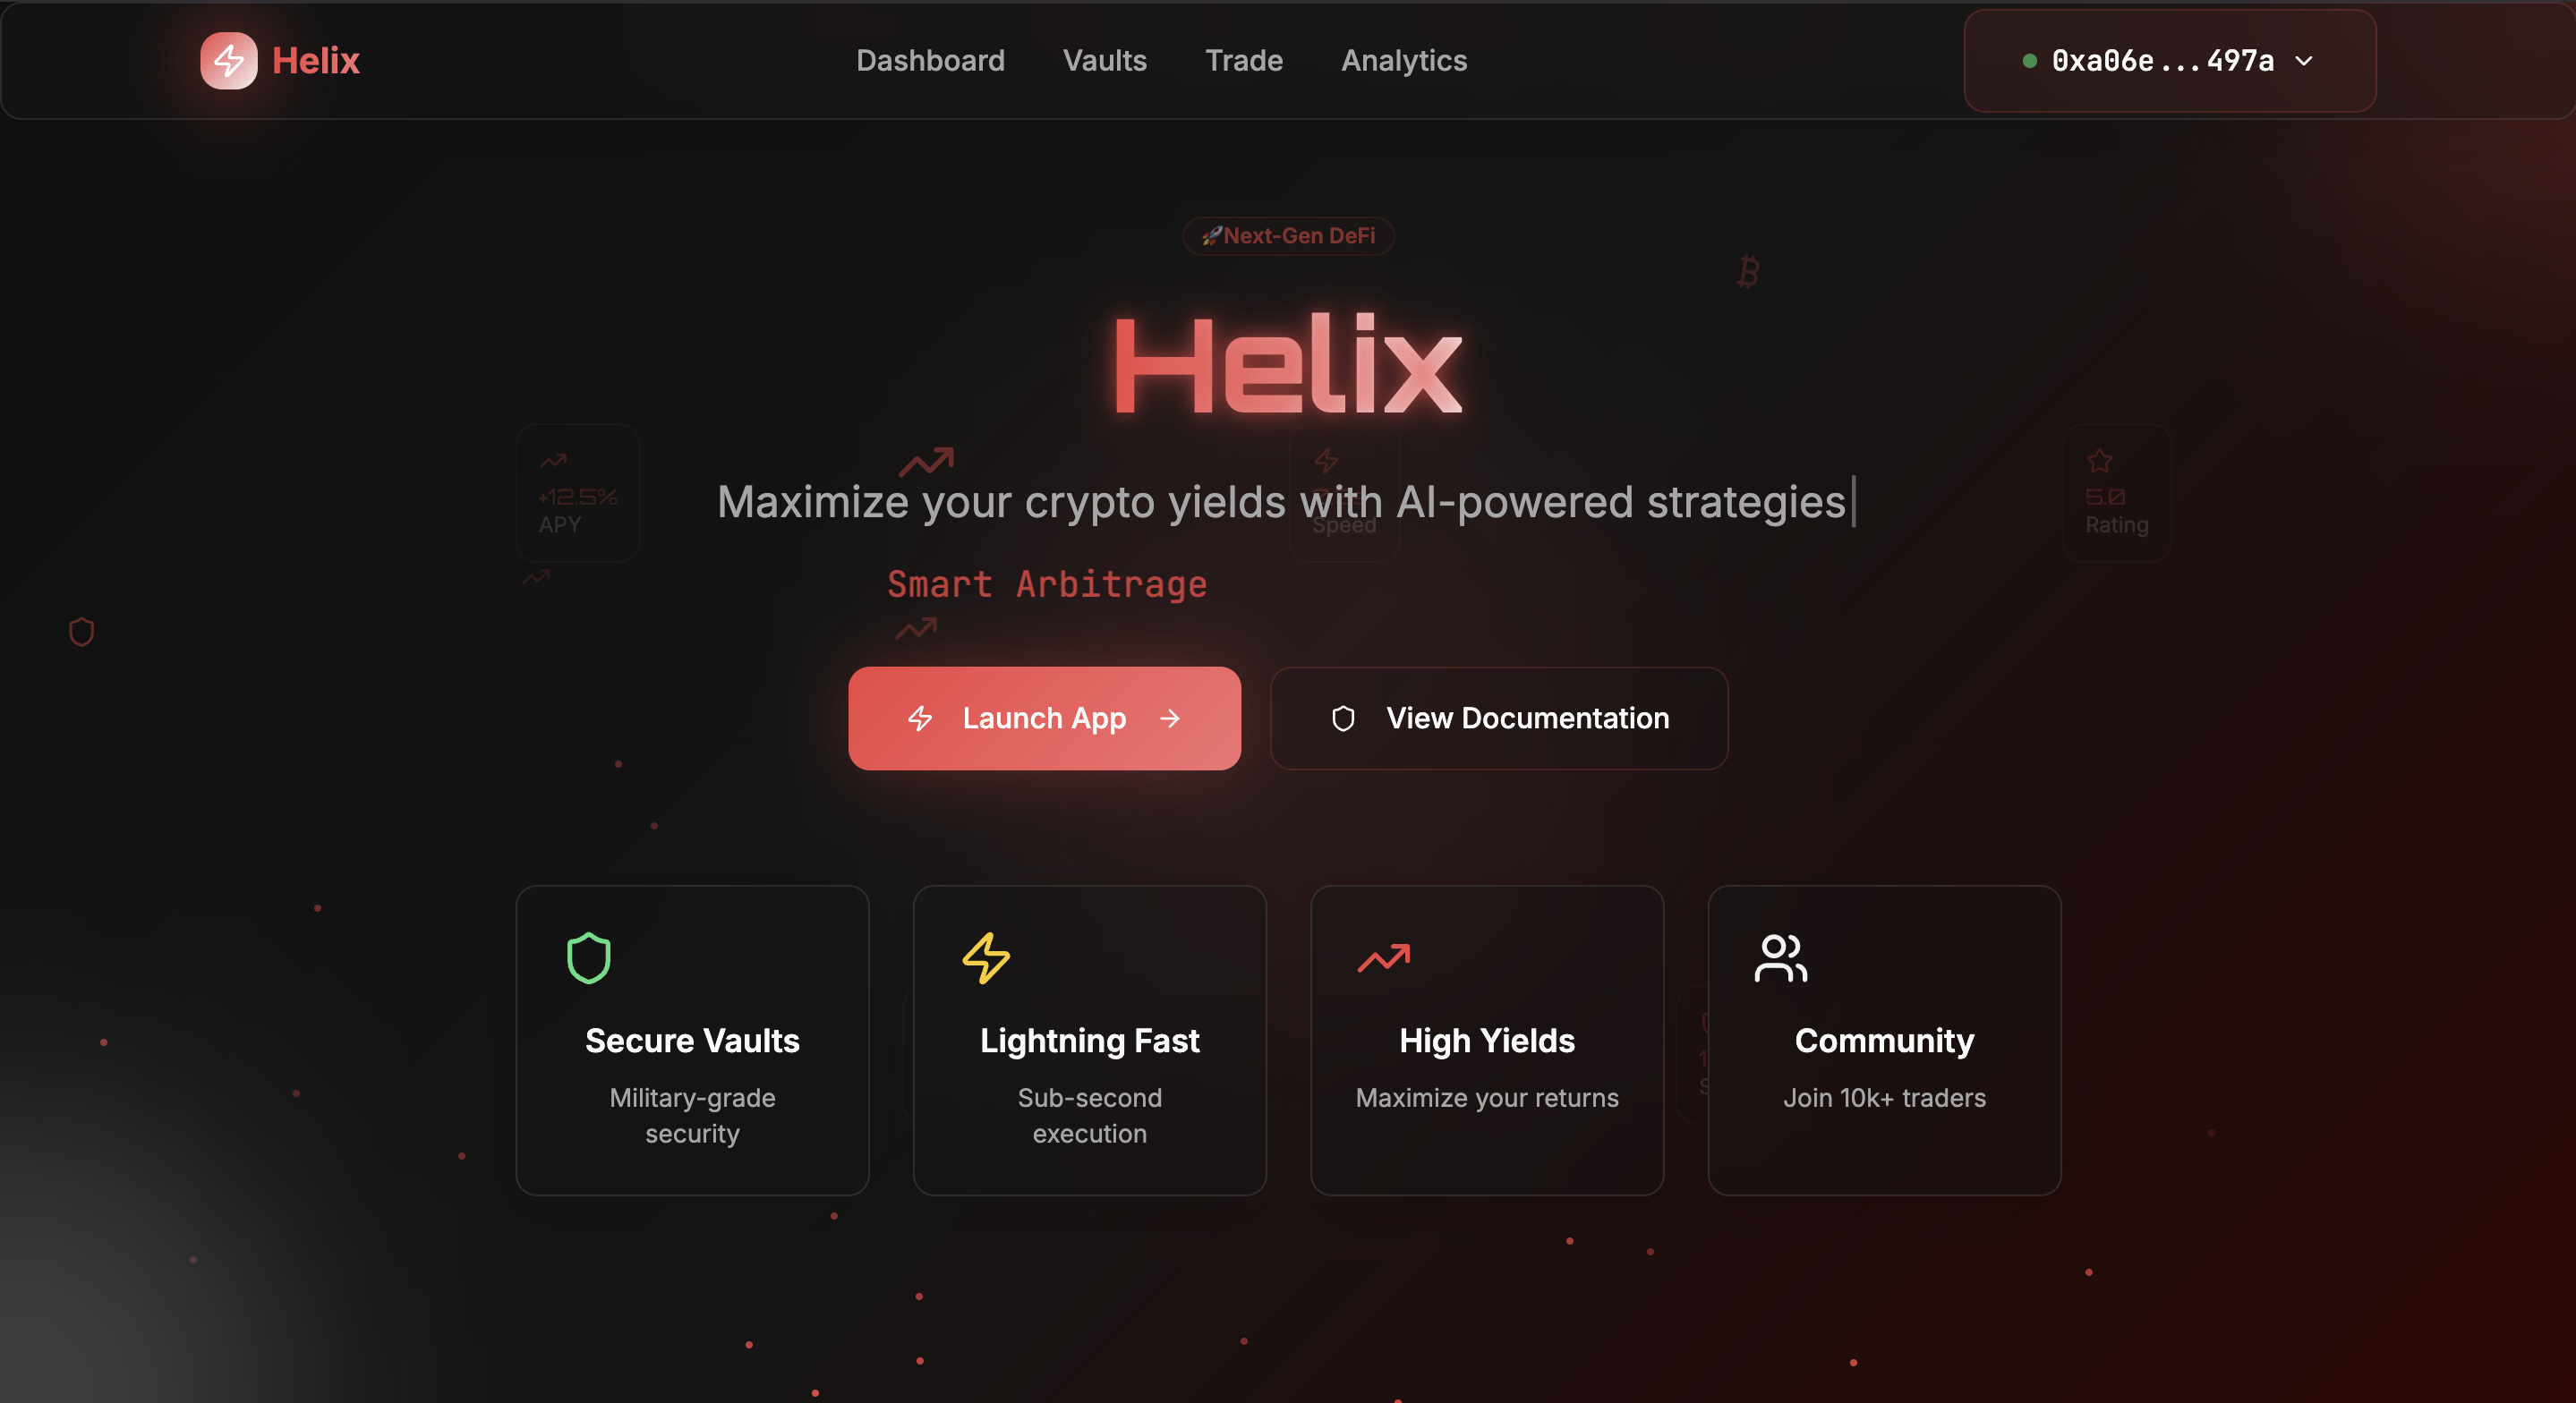 Helix
Dashboard
Vaults
Trade
Analytics
0xa06e...497a
🚀Next-Gen DeFi
Helix
+12.5%
APY
Maximize your crypto yields with AI-powered strategies
Speed
5.0
Rating
Smart Arbitrage
Launch App
View Documentation
Secure Vaults
Military-grade
security
Lightning Fast
Sub-second
execution
High Yields
Maximize your returns
Community
Join 10k+ traders